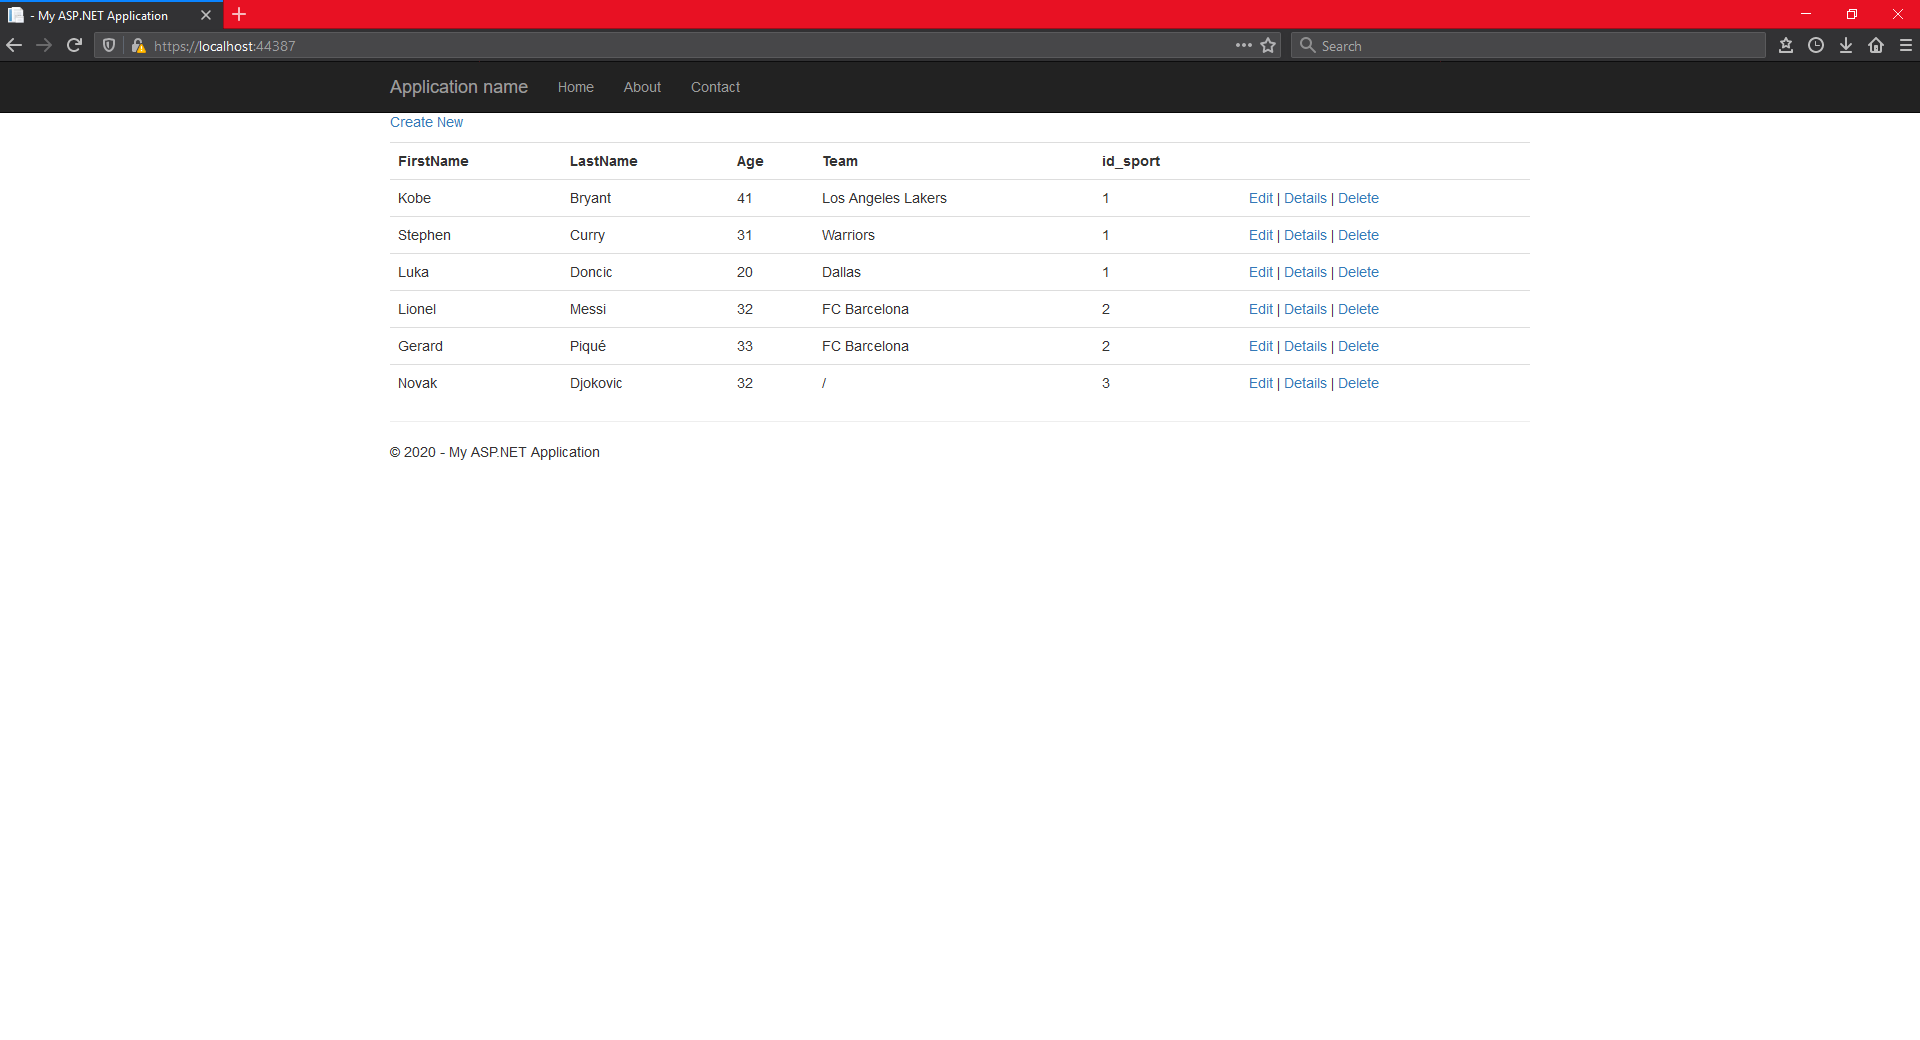 - My ASP.NET Application
https://localhost:44387
Search
Application name Home About Contact
Create New
FirstName LastName Age Team id_sport
Kobe Bryant 41 Los Angeles Lakers 1 Edit | Details | Delete
Stephen Curry 31 Warriors 1 Edit | Details | Delete
Luka Doncic 20 Dallas 1 Edit | Details | Delete
Lionel Messi 32 FC Barcelona 2 Edit | Details | Delete
Gerard Piqué 33 FC Barcelona 2 Edit | Details | Delete
Novak Djokovic 32 / 3 Edit | Details | Delete
© 2020 - My ASP.NET Application